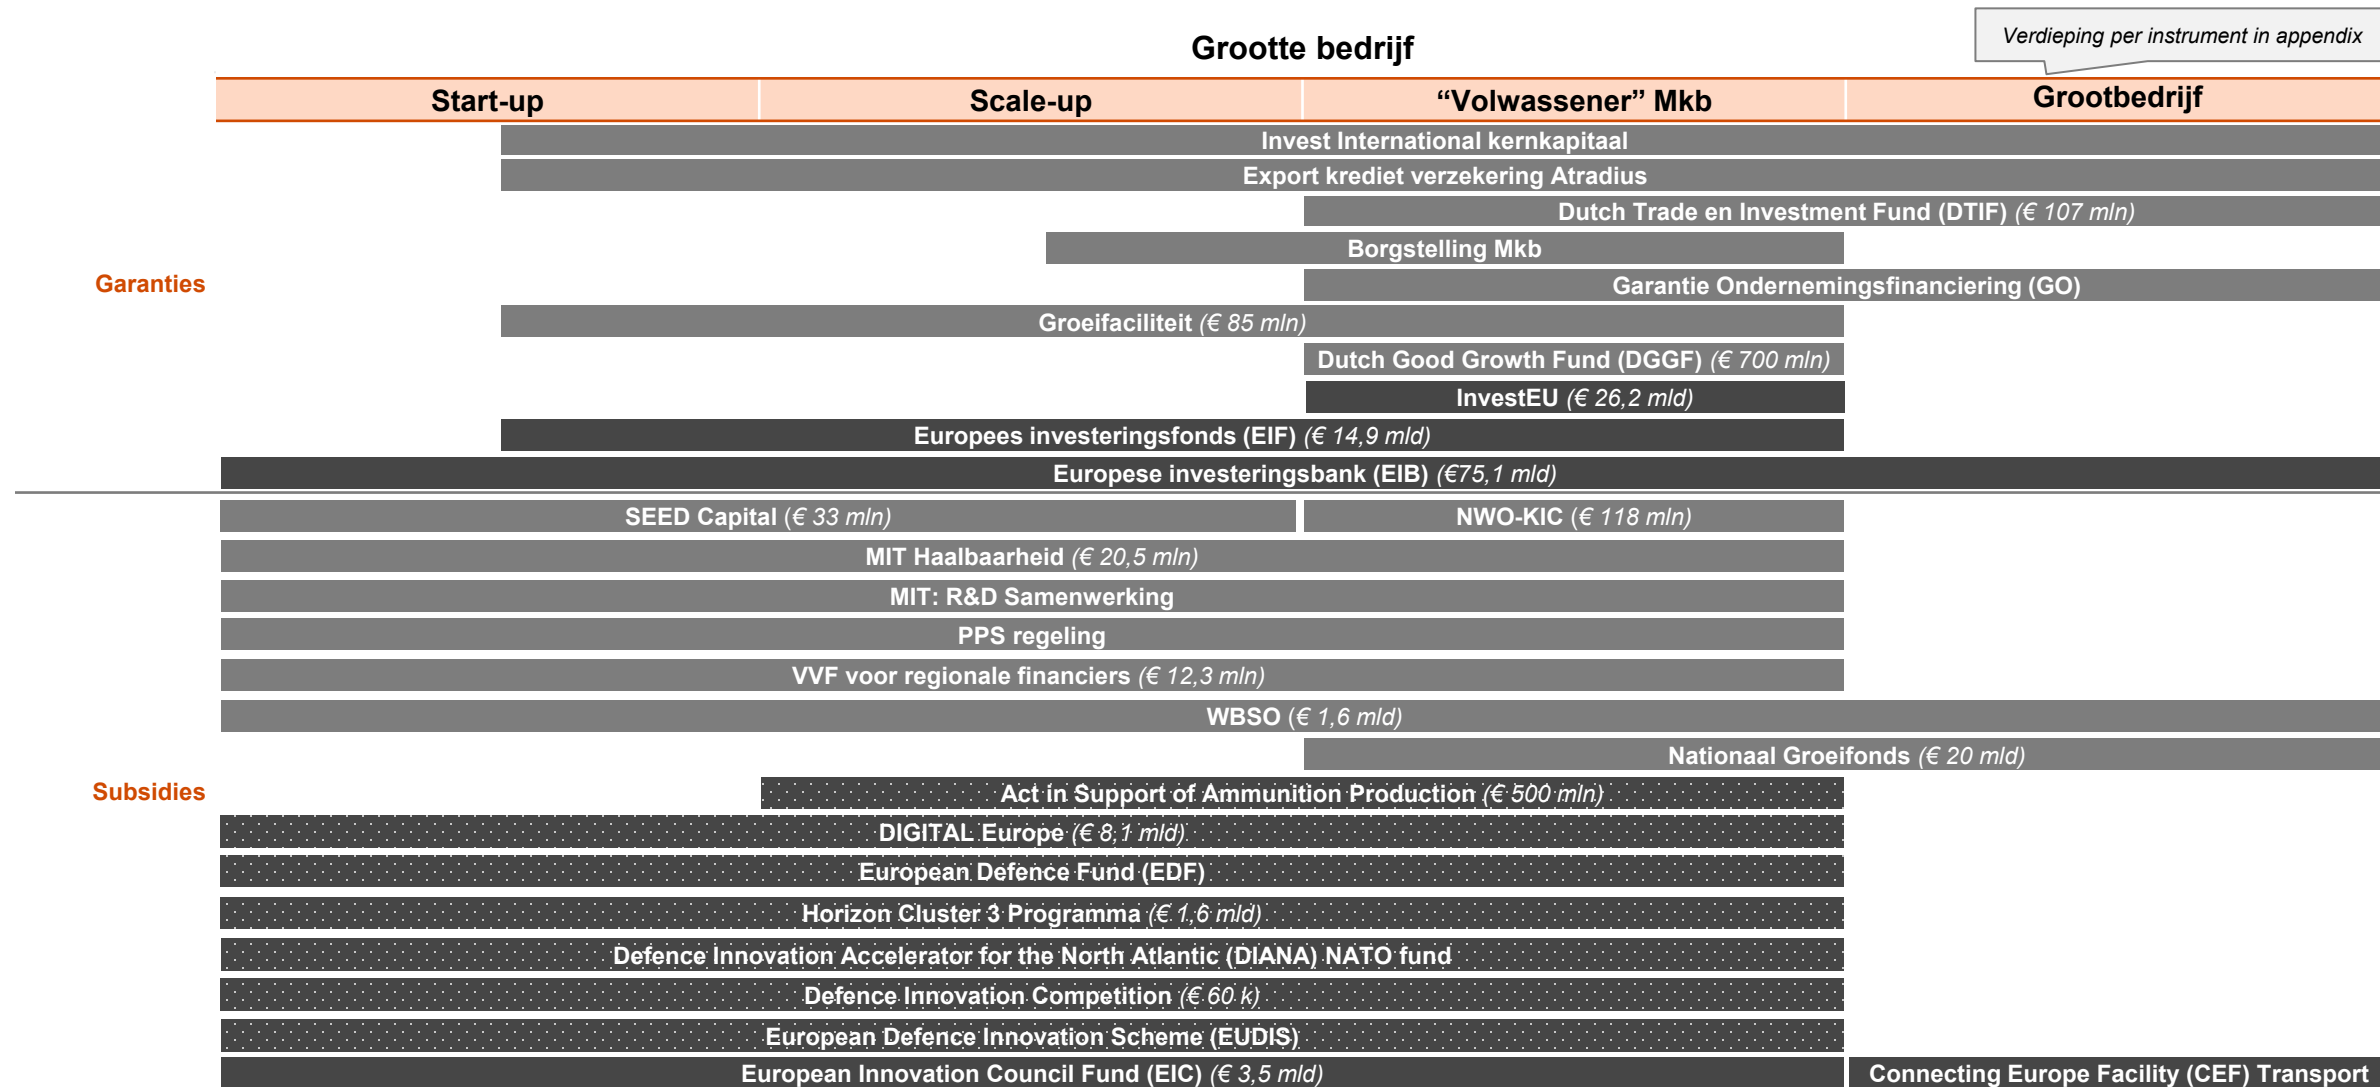 Verdieping per instrument in appendix
Grootte bedrijf
Start-up
Scale-up
“Volwassener” Mkb
Grootbedrijf
Invest International kernkapitaal
Export krediet verzekering Atradius
Dutch Trade en Investment Fund (DTIF) (€ 107 mln)
Borgstelling Mkb
Garanties
Garantie Ondernemingsfinanciering (GO)
Groeifaciliteit (€ 85 mln)
Dutch Good Growth Fund (DGGF) (€ 700 mln)
InvestEU (€ 26,2 mld)
Europees investeringsfonds (EIF) (€ 14,9 mld)
Europese investeringsbank (EIB) (€75,1 mld)
SEED Capital (€ 33 mln)
NWO-KIC (€ 118 mln)
MIT Haalbaarheid (€ 20,5 mln)
MIT: R&D Samenwerking
PPS regeling
VVF voor regionale financiers (€ 12,3 mln)
WBSO (€ 1,6 mld)
Nationaal Groeifonds (€ 20 mld)
Subsidies
Act in Support of Ammunition Production (€ 500 mln)
DIGITAL Europe (€ 8,1 mld)
European Defence Fund (EDF)
Horizon Cluster 3 Programma (€ 1,6 mld)
Defence Innovation Accelerator for the North Atlantic (DIANA) NATO fund
Defence Innovation Competition (€ 60 k)
European Defence Innovation Scheme (EUDIS)
European Innovation Council Fund (EIC) (€ 3,5 mld)
Connecting Europe Facility (CEF) Transport